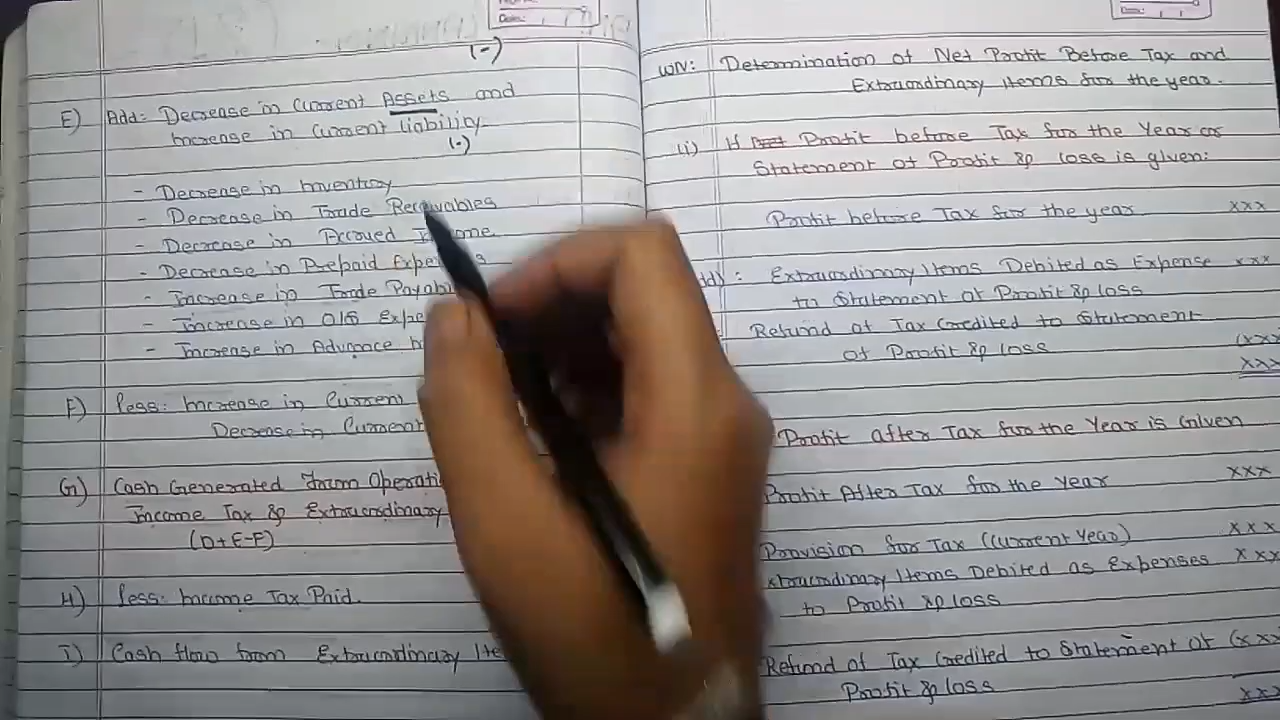 Date:
(-)
E) Add: Decrease in Current Assets and
Increase in Current Liability
(-)
- Decrease in Inventory
- Decrease in Trade Receivables
- Decrease in Accrued
- Decrease in Prepaid
- Increase in Trade
- Increase in O/S
- Increase in Advance
F) less: Increase in Current
Decrease in Current
G) Cash Generated from
Income Tax & Extraordinary
(D+E-F)
H) less: Income Tax Paid.
I) Cash flow from Extraordinary
Date:
WN: Determination of Net Profit Before Tax and
Extraordinary Items for the year.
(i) If Profit before Tax for the Year or
Statement of Profit & loss is given:
Profit before Tax for the year xxx
: Extraordinary Items Debited as Expense xxx
to Statement of Profit & loss
Refund of Tax Credited to Statement
of Profit & loss (xxx
xxx
Profit after Tax for the Year is Given
Profit After Tax for the Year xxx
Provision for Tax (Current Year) xxx
Items Debited as Expenses xxx
to Profit & loss
Refund of Tax Credited to Statement of (xxx
Profit & loss
xxx